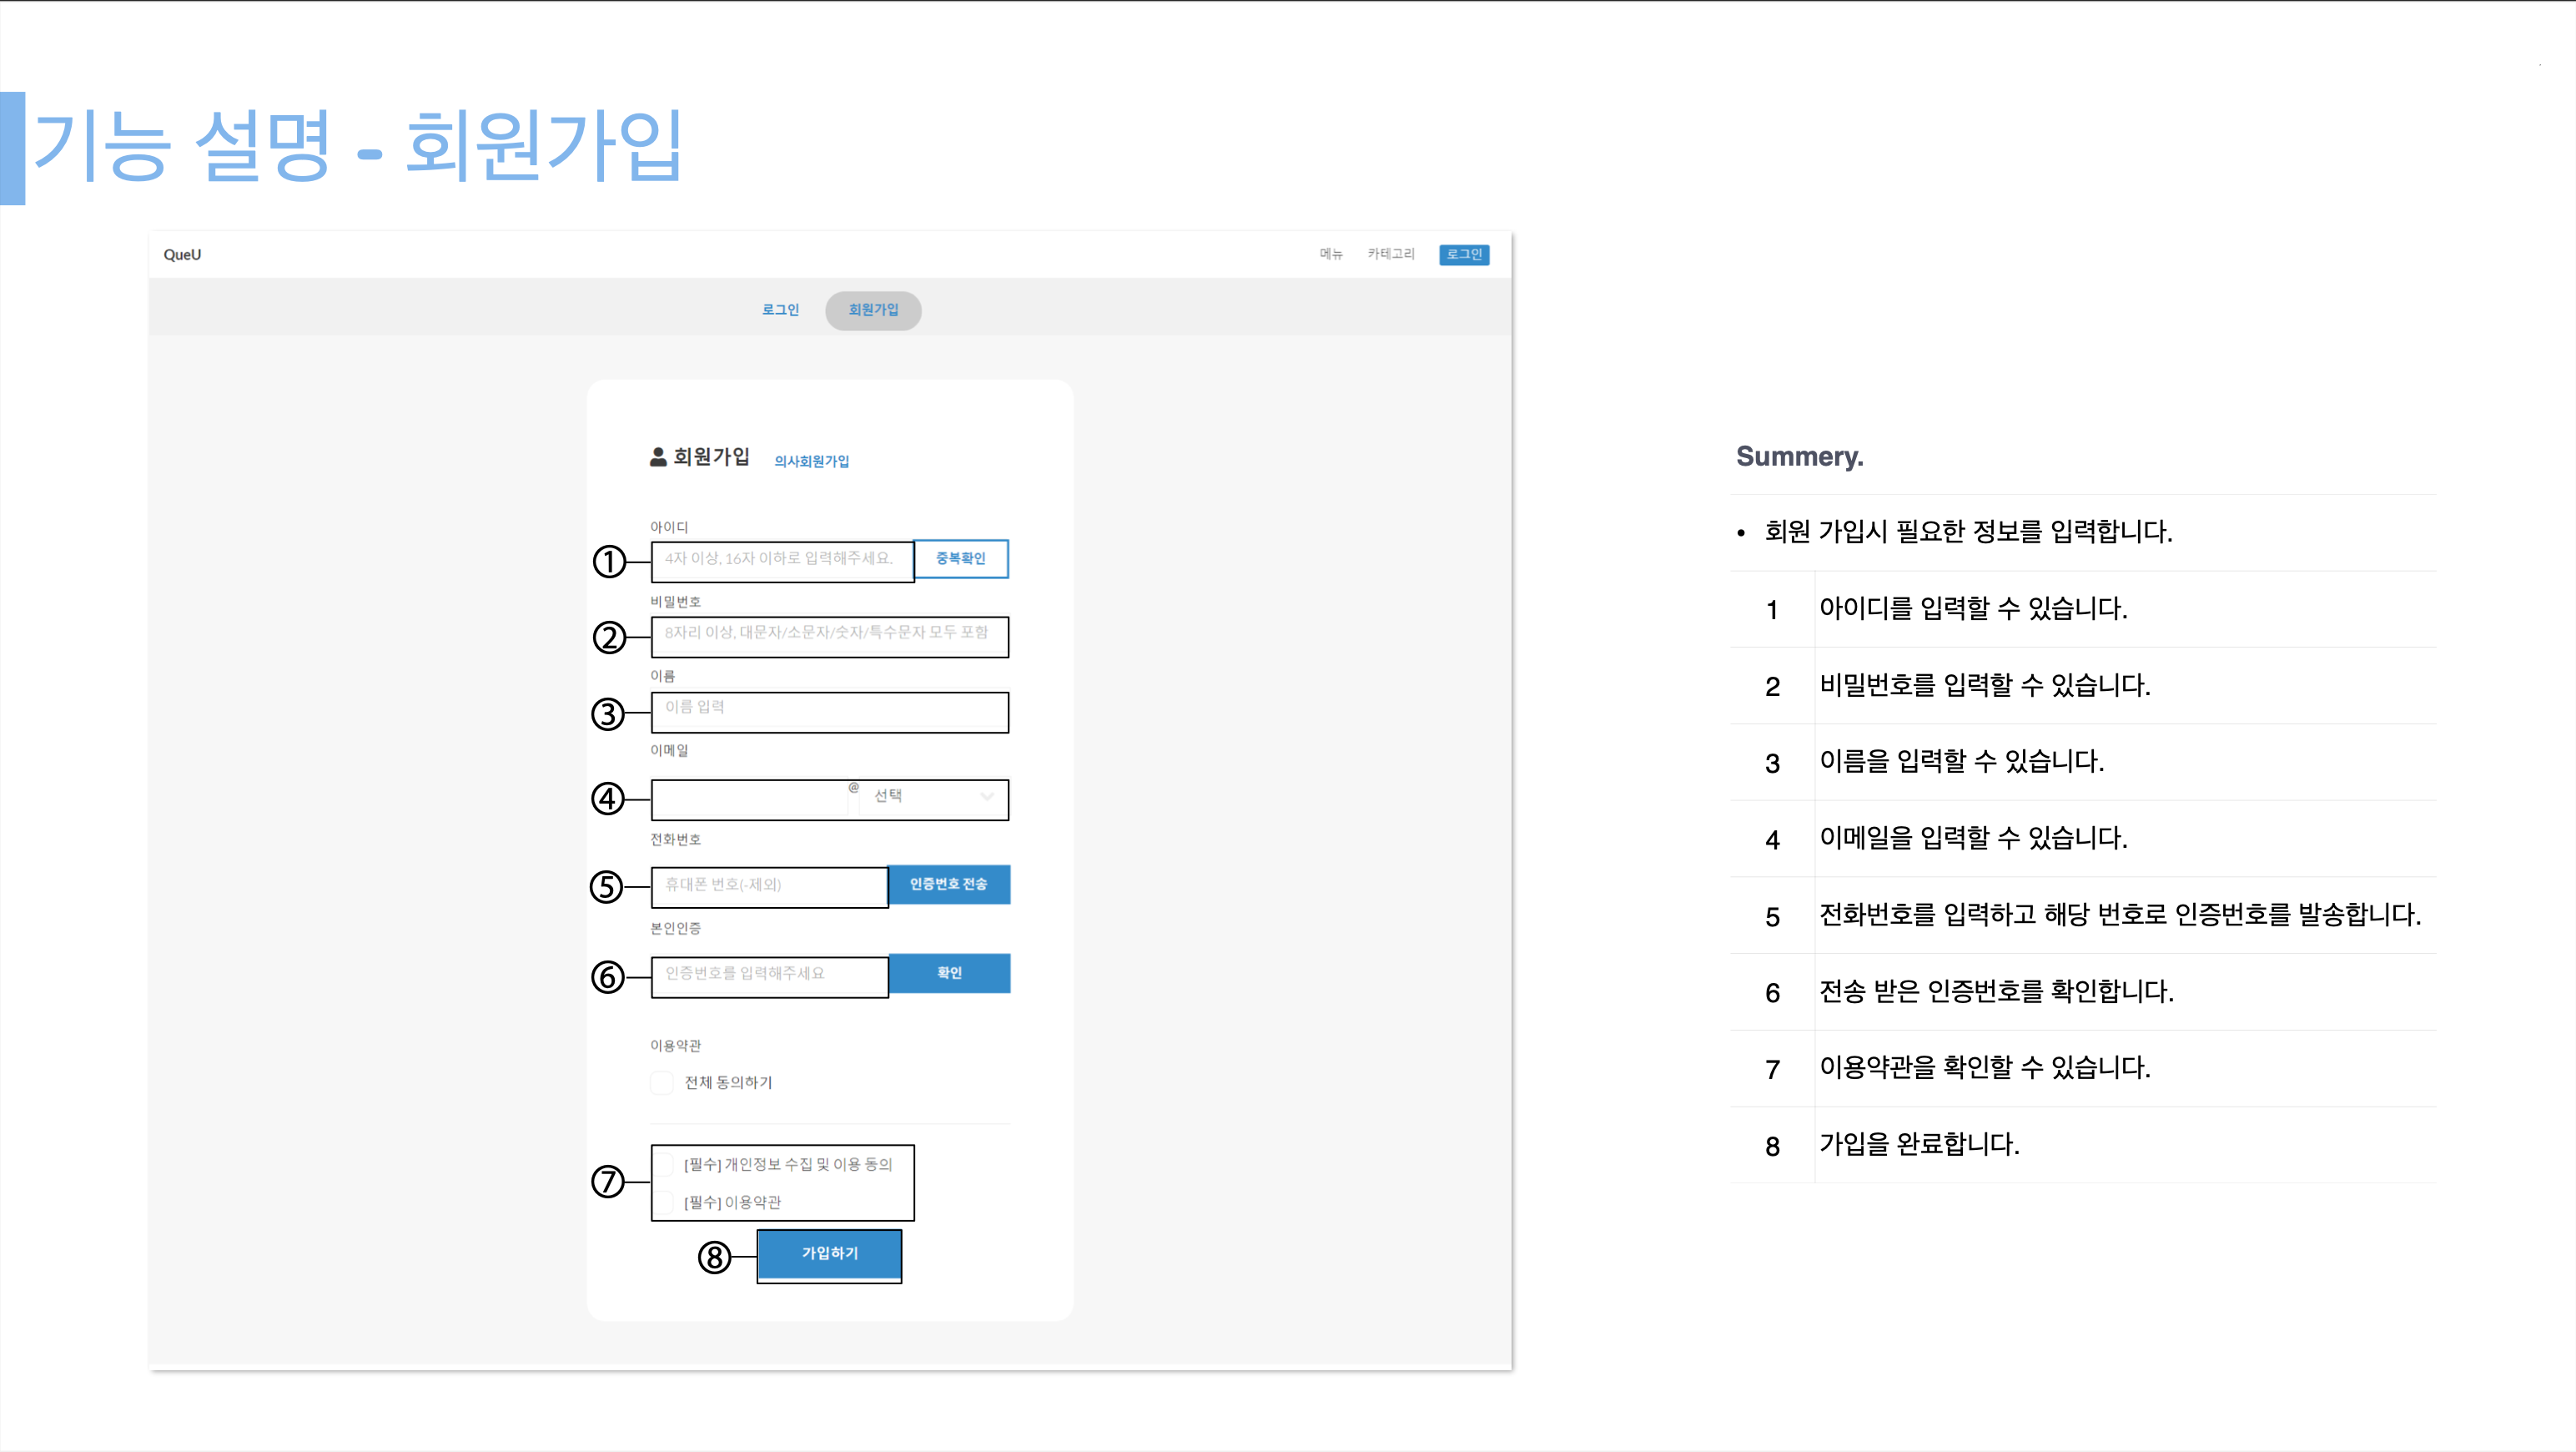 기능 설명 - 회원가입
QueU
메뉴 카테고리 로그인
로그인 회원가입
회원가입 의사회원가입
아이디
① 4자 이상, 16자 이하로 입력해주세요. 중복확인
비밀번호
② 8자리 이상, 대문자/소문자/숫자/특수문자 모두 포함
이름
③ 이름 입력
이메일
④ @ 선택
전화번호
⑤ 휴대폰 번호(-제외) 인증번호 전송
본인인증
⑥ 인증번호를 입력해주세요 확인
이용약관
전체 동의하기
⑦ [필수] 개인정보 수집 및 이용 동의
[필수] 이용약관
⑧ 가입하기
Summery.
• 회원 가입시 필요한 정보를 입력합니다.
1 아이디를 입력할 수 있습니다.
2 비밀번호를 입력할 수 있습니다.
3 이름을 입력할 수 있습니다.
4 이메일을 입력할 수 있습니다.
5 전화번호를 입력하고 해당 번호로 인증번호를 발송합니다.
6 전송 받은 인증번호를 확인합니다.
7 이용약관을 확인할 수 있습니다.
8 가입을 완료합니다.